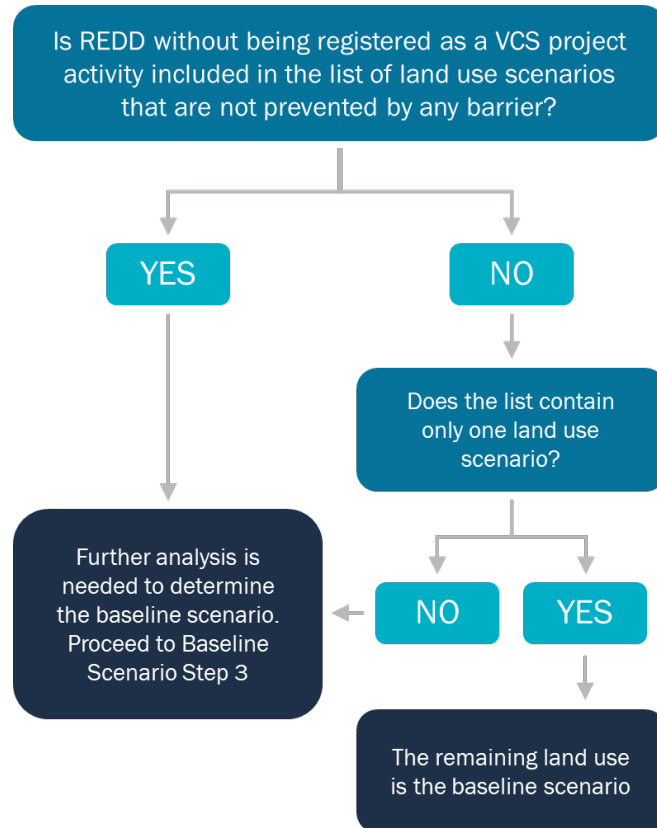 Is REDD without being registered as a VCS project
activity included in the list of land use scenarios
that are not prevented by any barrier?
YES
NO
Does the list contain
only one land use
scenario?
Further analysis is
needed to determine
the baseline scenario.
Proceed to Baseline
Scenario Step 3
NO
YES
The remaining land use
is the baseline scenario